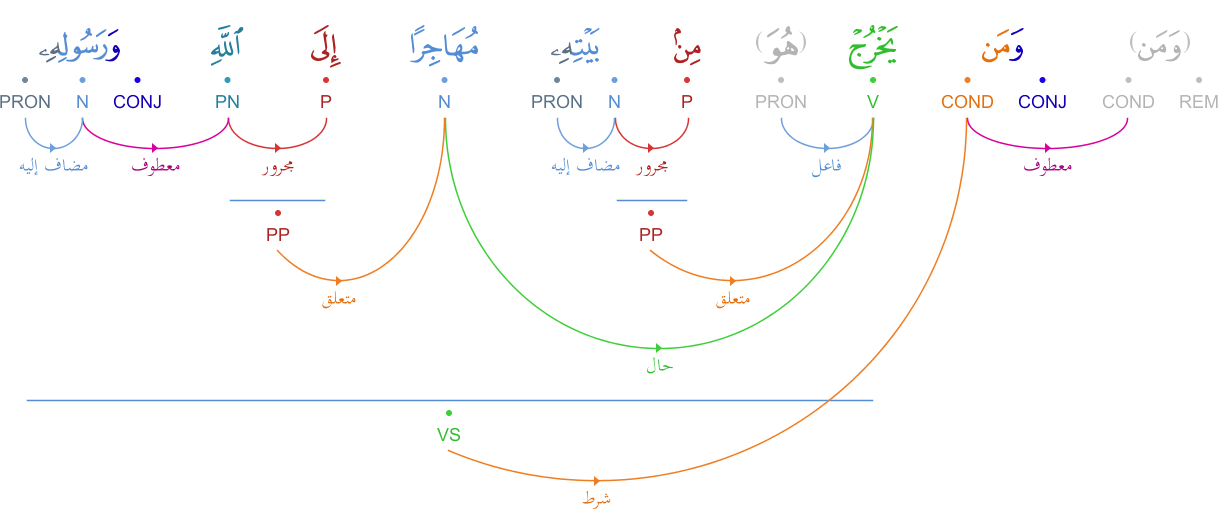 (وَمَن) وَمَن يَخْرُجْ (هُوَ) مِنۢ بَيْتِهِۦ مُهَاجِرًا إِلَى ٱللَّهِ وَرَسُولِهِۦ
REM COND CONJ COND V PRON P N PRON N P PN CONJ N PRON
معطوف فاعل مجرور مضاف إليه مجرور معطوف مضاف إليه
PP PP
متعلق متعلق
حال
VS
شرط